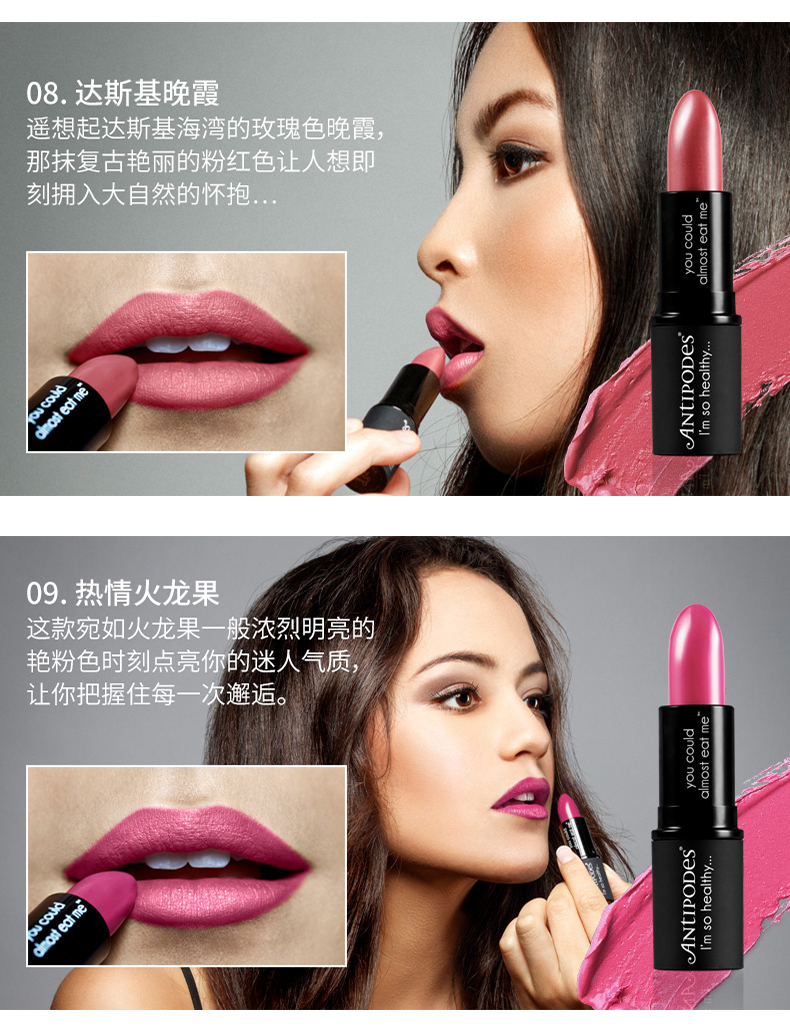 08. 达斯基晚霞
遥想起达斯基海湾的玫瑰色晚霞，
那抹复古艳丽的粉红色让人想即
刻拥入大自然的怀抱…
you could
almost eat me™
ANTIPODES®
I'm so healthy...
you could
almost eat me™
09. 热情火龙果
这款宛如火龙果一般浓烈明亮的
艳粉色时刻点亮你的迷人气质，
让你把握住每一次邂逅。
you could
almost eat me™
ANTIPODES®
I'm so healthy...
you could
almost eat me™